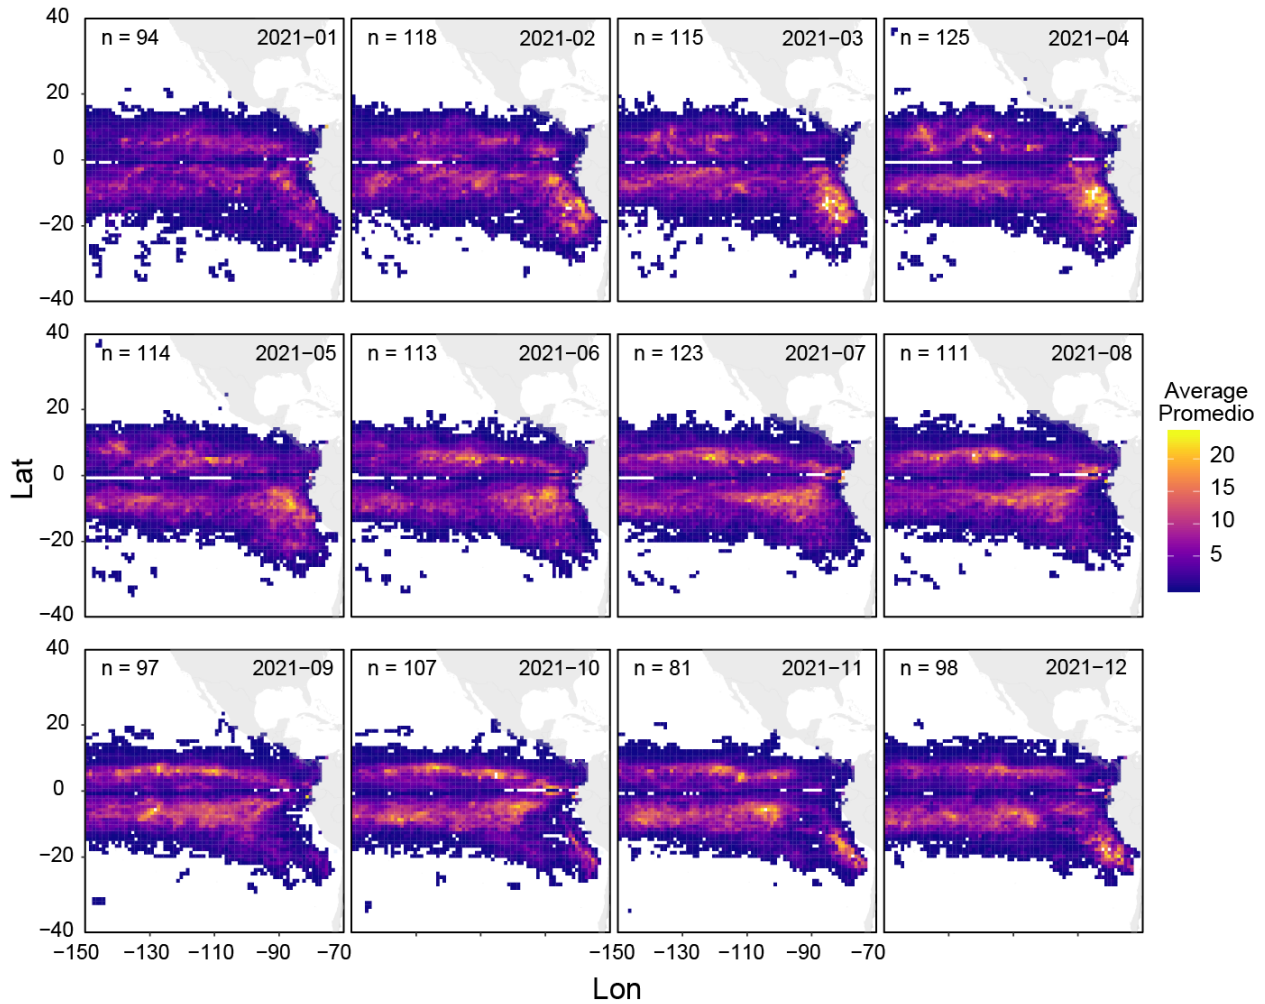 40
n = 94 2021−01
n = 118 2021-02
n = 115 2021−03
n = 125 2021−04
20
0
−20
−40
40
n = 114 2021−05
n = 113 2021−06
n = 123 2021−07
n = 111 2021−08
20
0
−20
−40
Lat
Average
Promedio
20
15
10
5
40
n = 97 2021−09
n = 107 2021−10
n = 81 2021−11
n = 98 2021−12
20
0
−20
−40
−150 −130 −110 −90 −70
−150 −130 −110 −90 −70
Lon